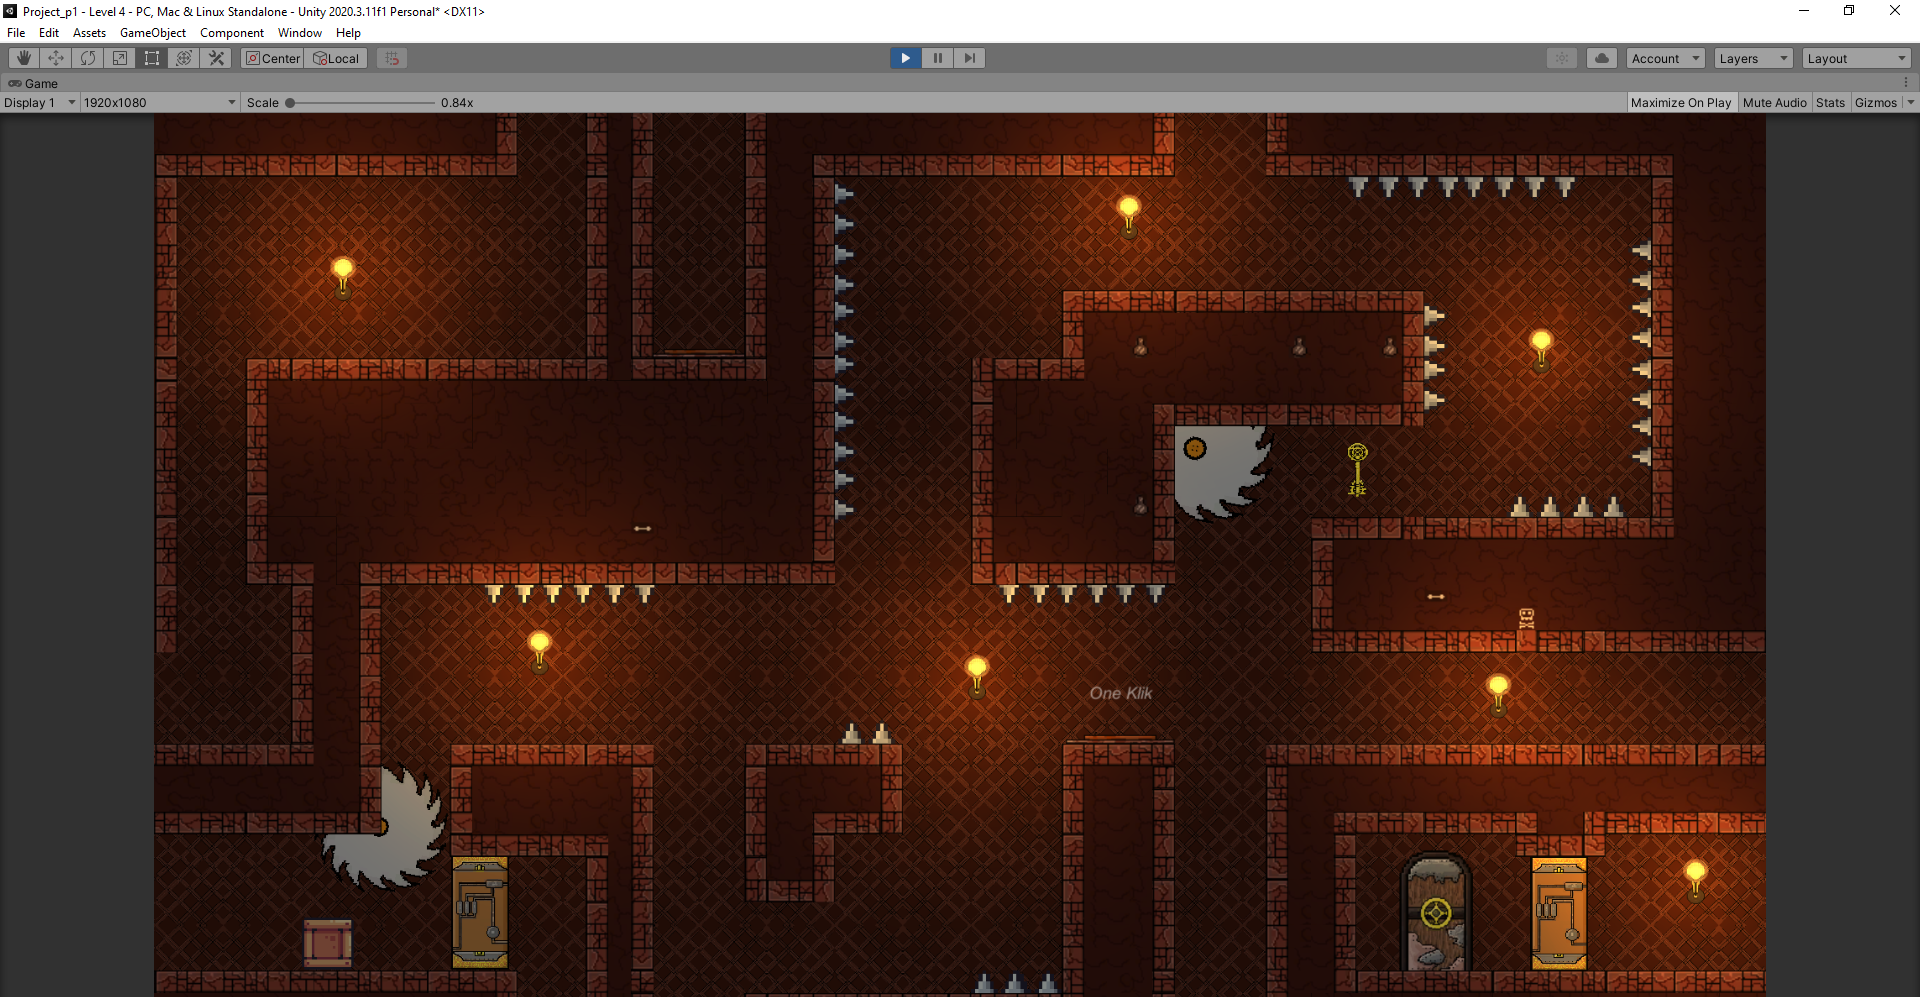 Project_p1 - Level 4 - PC, Mac & Linux Standalone - Unity 2020.3.11f1 Personal* <DX11>
File Edit Assets GameObject Component Window Help
Center Local Account Layers Layout
Game
Display 1 1920x1080 Scale 0.84x Maximize On Play Mute Audio Stats Gizmos
One Klik